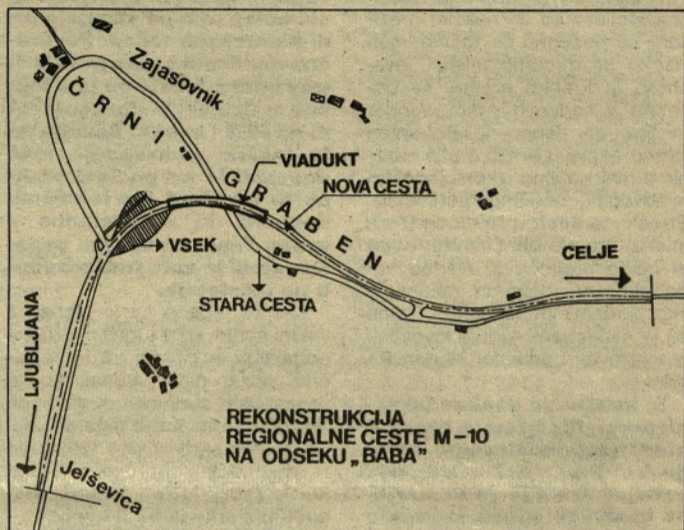 Zajasovnik
ČRNI GRABEN
VIADUKT
NOVA CESTA
VSEK
STARA CESTA
CELJE
LJUBLJANA
REKONSTRUKCIJA
REGIONALNE CESTE M-10
NA ODSEKU „BABA”
Jelševica